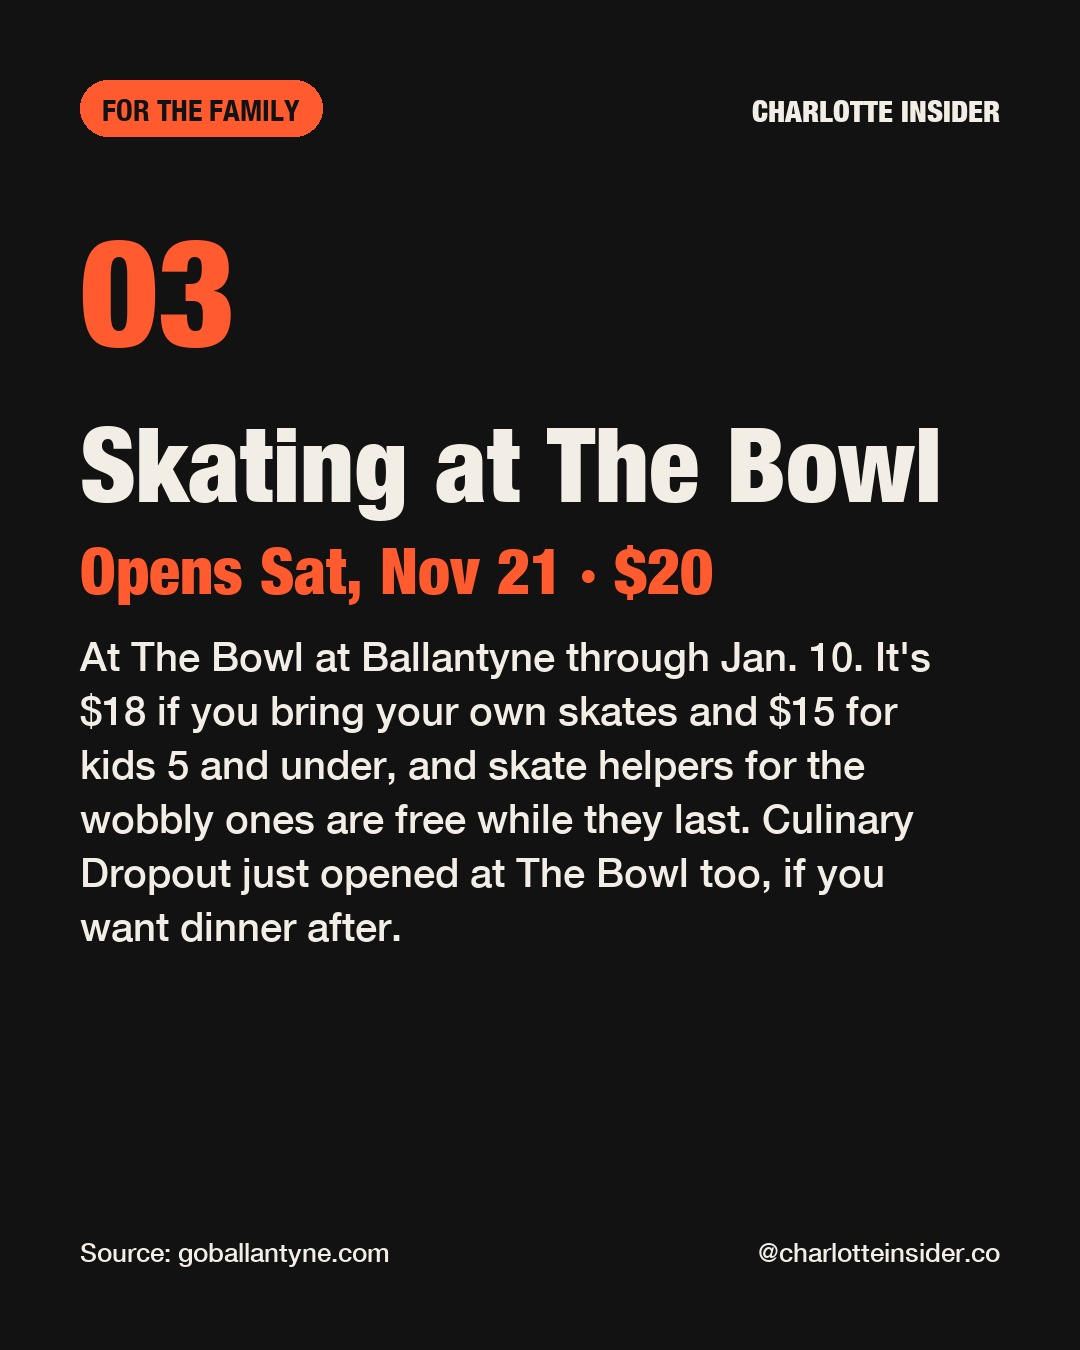 FOR THE FAMILY
CHARLOTTE INSIDER
03
Skating at The Bowl
Opens Sat, Nov 21 · $20
At The Bowl at Ballantyne through Jan. 10. It's
$18 if you bring your own skates and $15 for
kids 5 and under, and skate helpers for the
wobbly ones are free while they last. Culinary
Dropout just opened at The Bowl too, if you
want dinner after.
Source: goballantyne.com
@charlotteinsider.co